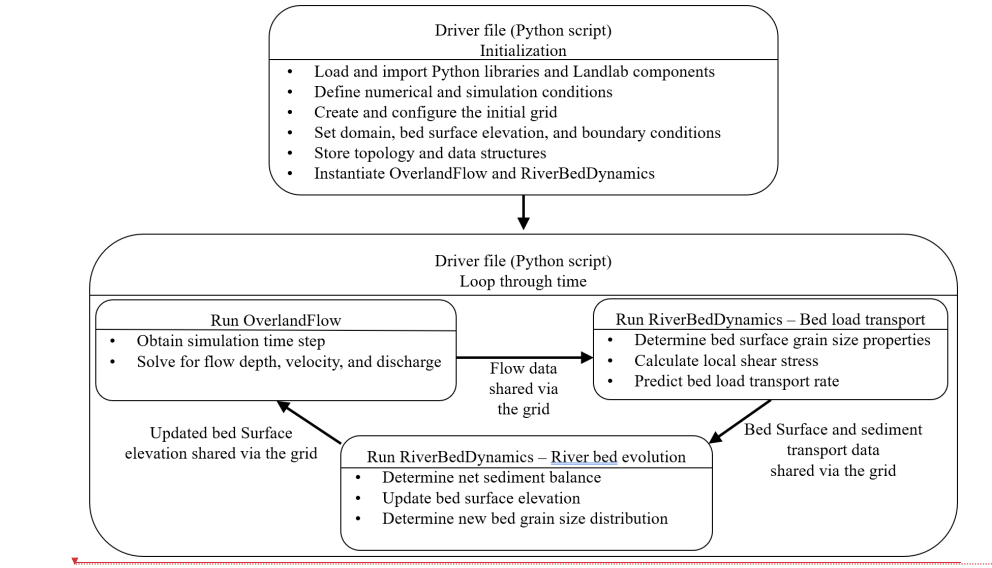 Driver file (Python script)
Initialization
• Load and import Python libraries and Landlab components
• Define numerical and simulation conditions
• Create and configure the initial grid
• Set domain, bed surface elevation, and boundary conditions
• Store topology and data structures
• Instantiate OverlandFlow and RiverBedDynamics
Driver file (Python script)
Loop through time
Run OverlandFlow
• Obtain simulation time step
• Solve for flow depth, velocity, and discharge
Flow data
shared via
the grid
Run RiverBedDynamics – Bed load transport
• Determine bed surface grain size properties
• Calculate local shear stress
• Predict bed load transport rate
Bed Surface and sediment
transport data
shared via the grid
Run RiverBedDynamics – River bed evolution
• Determine net sediment balance
• Update bed surface elevation
• Determine new bed grain size distribution
Updated bed Surface
elevation shared via the grid